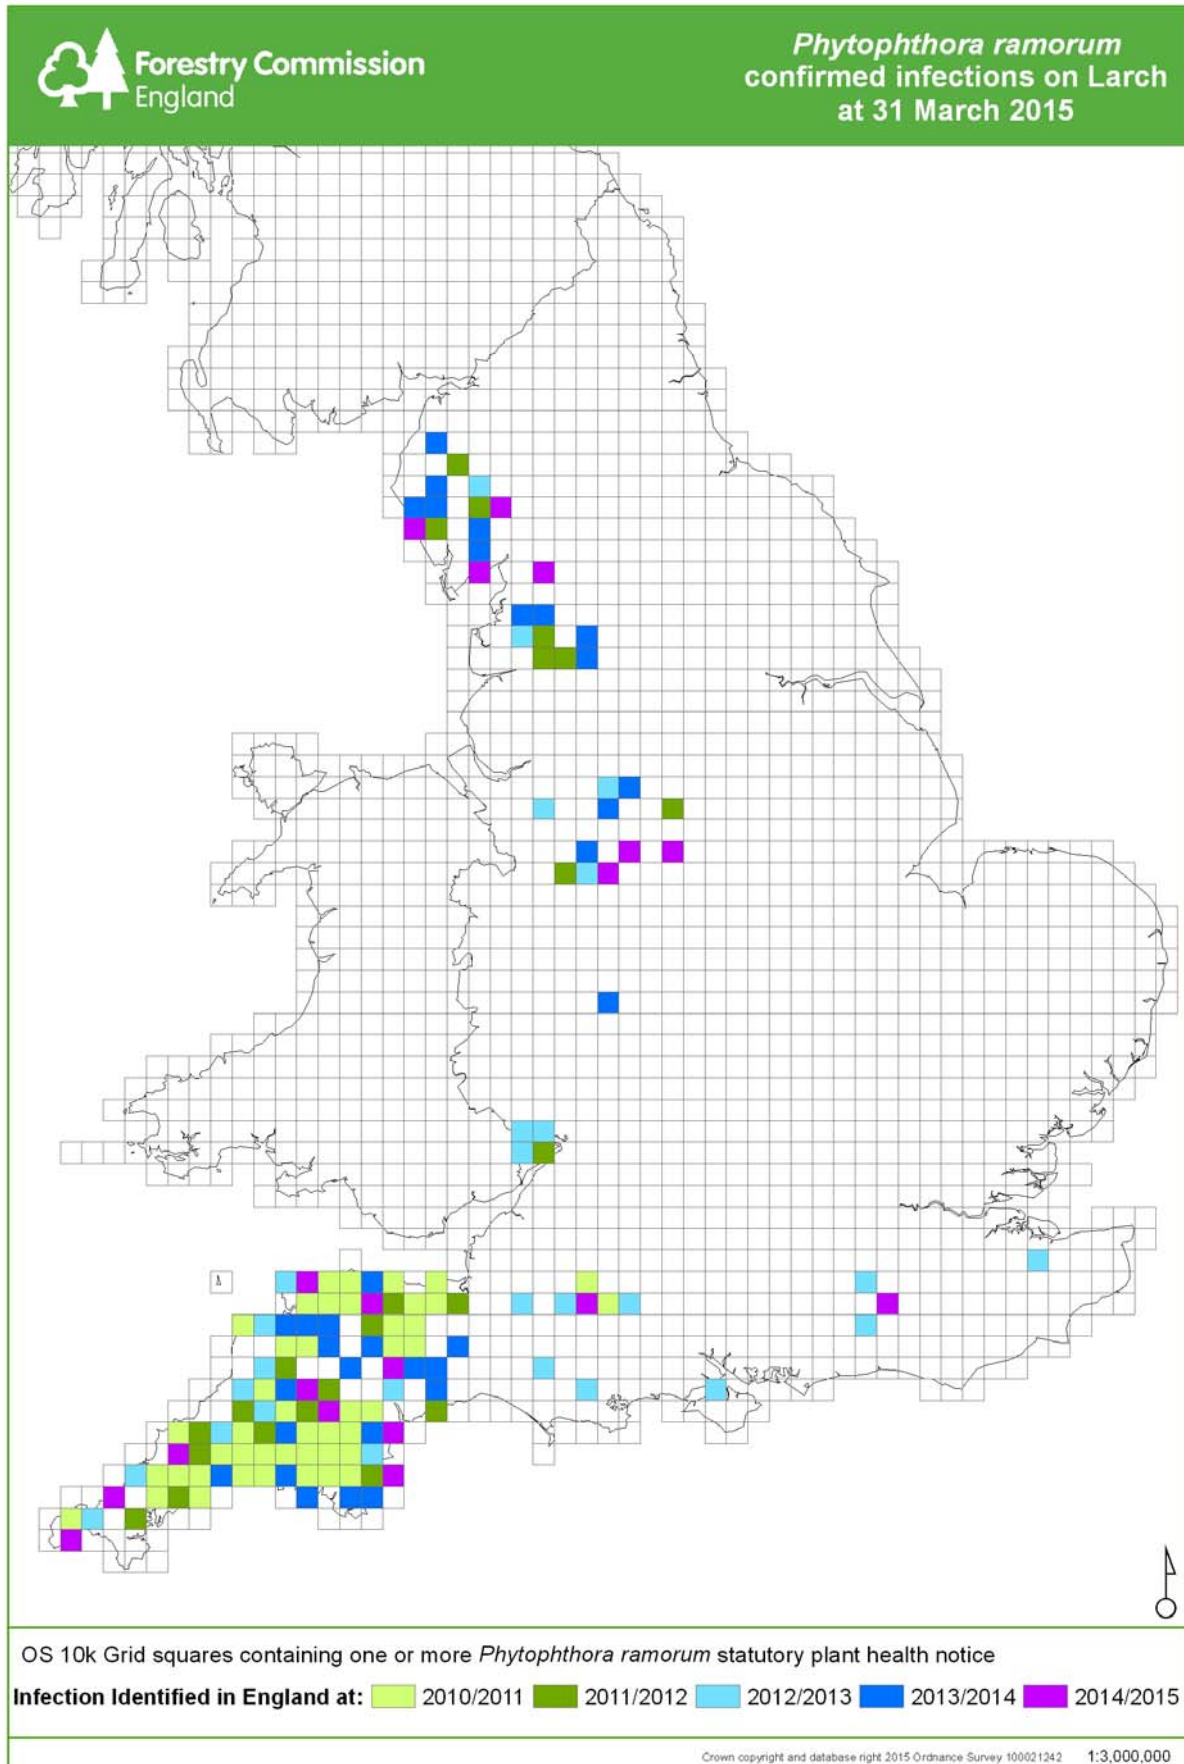 Forestry Commission
England
Phytophthora ramorum
confirmed infections on Larch
at 31 March 2015
OS 10k Grid squares containing one or more Phytophthora ramorum statutory plant health notice
Infection Identified in England at: 2010/2011 2011/2012 2012/2013 2013/2014 2014/2015
Crown copyright and database right 2015 Ordnance Survey 100021242 1:3,000,000